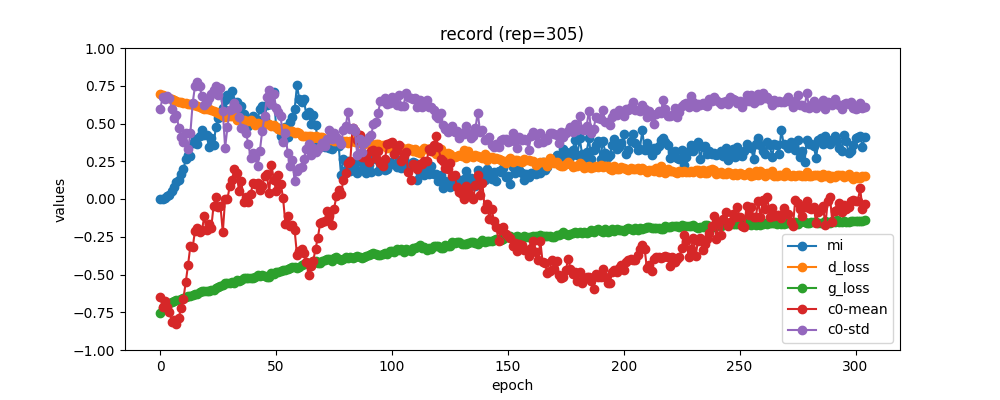 record (rep=305)
1.00
0.75
0.50
0.25
0.00
−0.25
−0.50
−0.75
−1.00
values
0 50 100 150 200 250 300
epoch
mi
d_loss
g_loss
c0-mean
c0-std